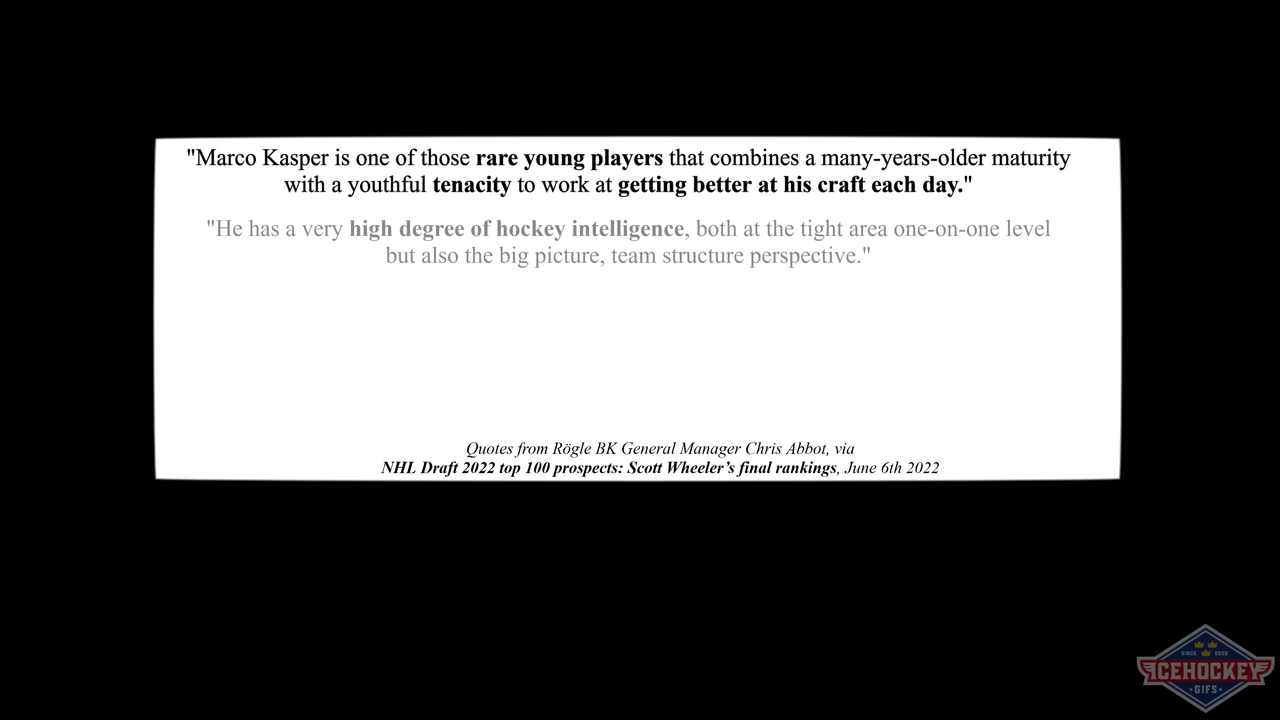 "Marco Kasper is one of those rare young players that combines a many-years-older maturity
with a youthful tenacity to work at getting better at his craft each day."
"He has a very high degree of hockey intelligence, both at the tight area one-on-one level
but also the big picture, team structure perspective."
Quotes from Rögle BK General Manager Chris Abbot, via
NHL Draft 2022 top 100 prospects: Scott Wheeler’s final rankings, June 6th 2022
SINCE 2020
ICEHOCKEY
•GIFS•